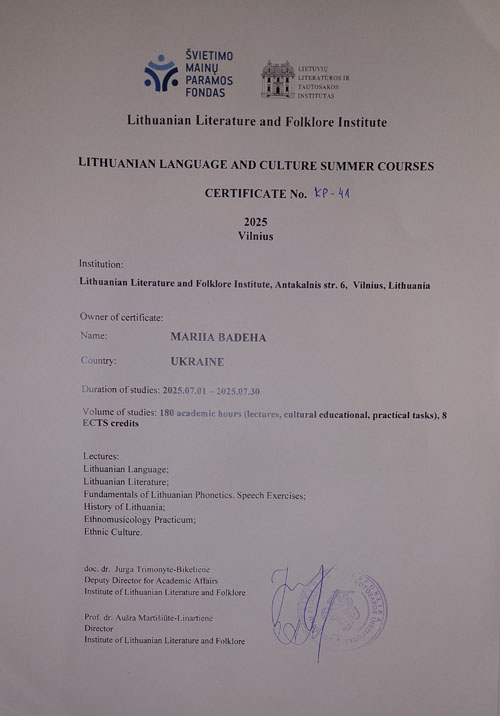 ŠVIETIMO
MAINŲ
PARAMOS
FONDAS
LIETUVIŲ
LITERATŪROS IR
TAUTOSAKOS
INSTITUTAS
Lithuanian Literature and Folklore Institute
LITHUANIAN LANGUAGE AND CULTURE SUMMER COURSES
CERTIFICATE No. KP-41
2025
Vilnius
Institution:
Lithuanian Literature and Folklore Institute, Antakalnis str. 6, Vilnius, Lithuania
Owner of certificate:
Name: MARIIA BADEHA
Country: UKRAINE
Duration of studies: 2025.07.01 – 2025.07.30
Volume of studies: 180 academic hours (lectures, cultural educational, practical tasks), 8
ECTS credits
Lectures:
Lithuanian Language;
Lithuanian Literature;
Fundamentals of Lithuanian Phonetics. Speech Exercises;
History of Lithuania;
Ethnomusicology Practicum;
Ethnic Culture.
doc. dr. Jurga Trimonytė-Bikelienė
Deputy Director for Academic Affairs
Institute of Lithuanian Literature and Folklore
Prof. dr. Aušra Martišiūtė-Linartienė
Director
Institute of Lithuanian Literature and Folklore